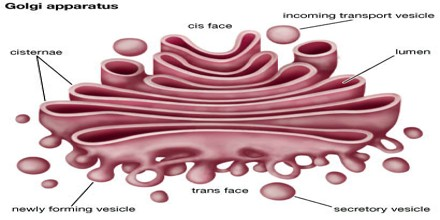 Golgi apparatus
incoming transport vesicle
cis face
cisternae
lumen
trans face
newly forming vesicle
secretory vesicle